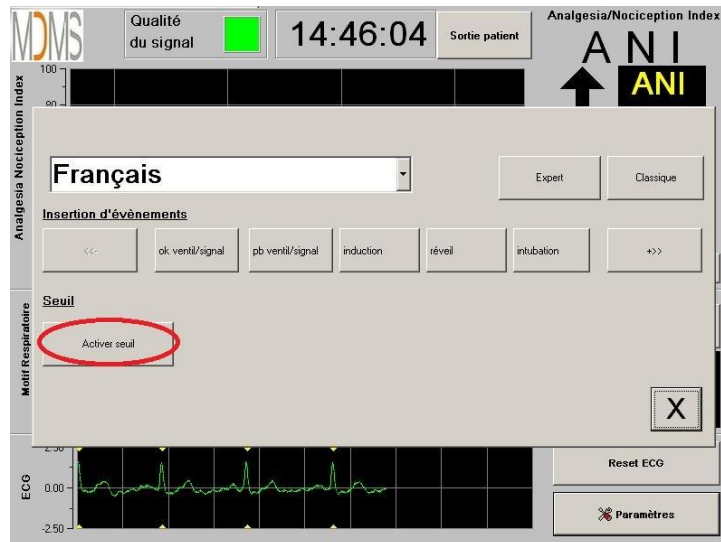 MDMS
Qualité
du signal
14:46:04
Sortie patient
Analgesia/Nociception Index
ANI
ANI
Analgesia Nociception Index
100
80
Français
Expert
Classique
Insertion d'évènements
<<-
ok ventil/signal
pb ventil/signal
induction
réveil
intubation
+>>
Seuil
Activer seuil
X
Motif Respiratoire
ECG
2.50
0.00
-2.50
Reset ECG
Paramètres